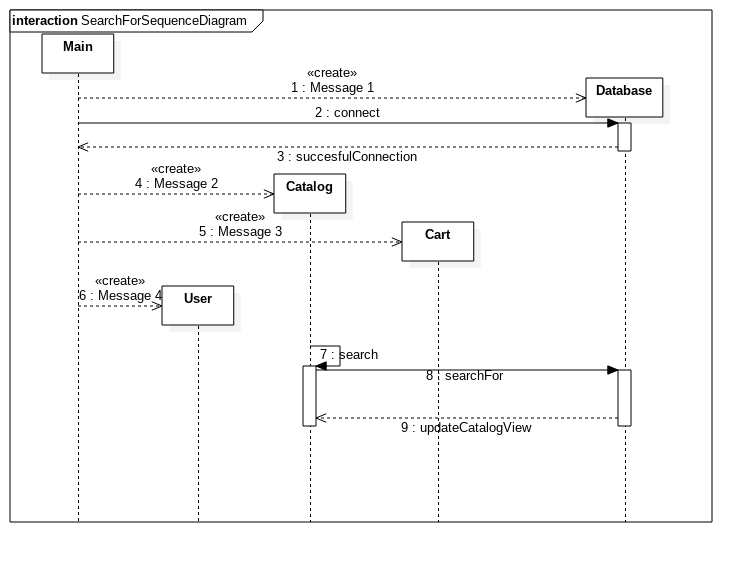 interaction SearchForSequenceDiagram
Main
«create»
1 : Message 1
Database
2 : connect
3 : succesfulConnection
«create»
4 : Message 2
Catalog
«create»
5 : Message 3
Cart
«create»
6 : Message 4
User
7 : search
8 : searchFor
9 : updateCatalogView